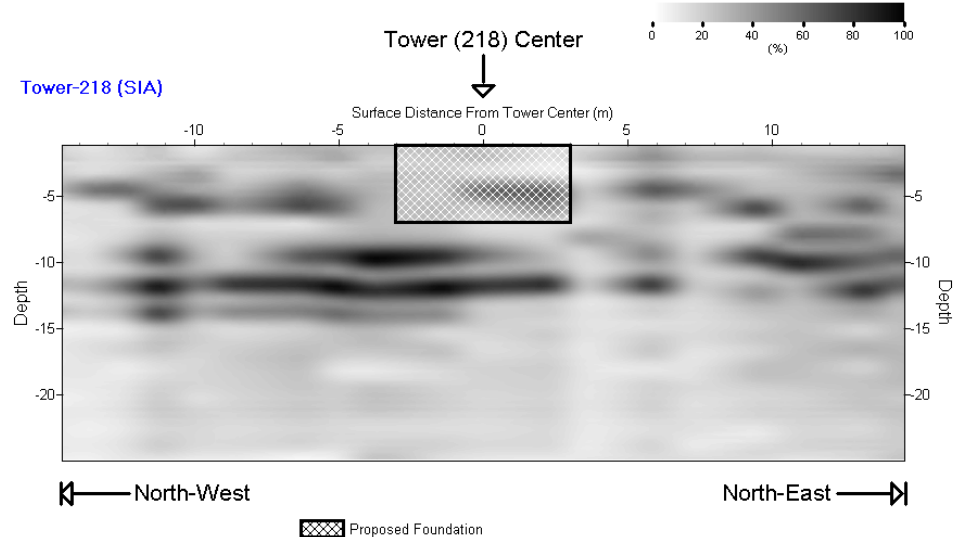 0 20 40 60 80 100
(%)
Tower (218) Center
Tower-218 (SIA)
Surface Distance From Tower Center (m)
-10 -5 0 5 10
-5 -5
-10 -10
Depth Depth
-15 -15
-20 -20
North-West North-East
Proposed Foundation